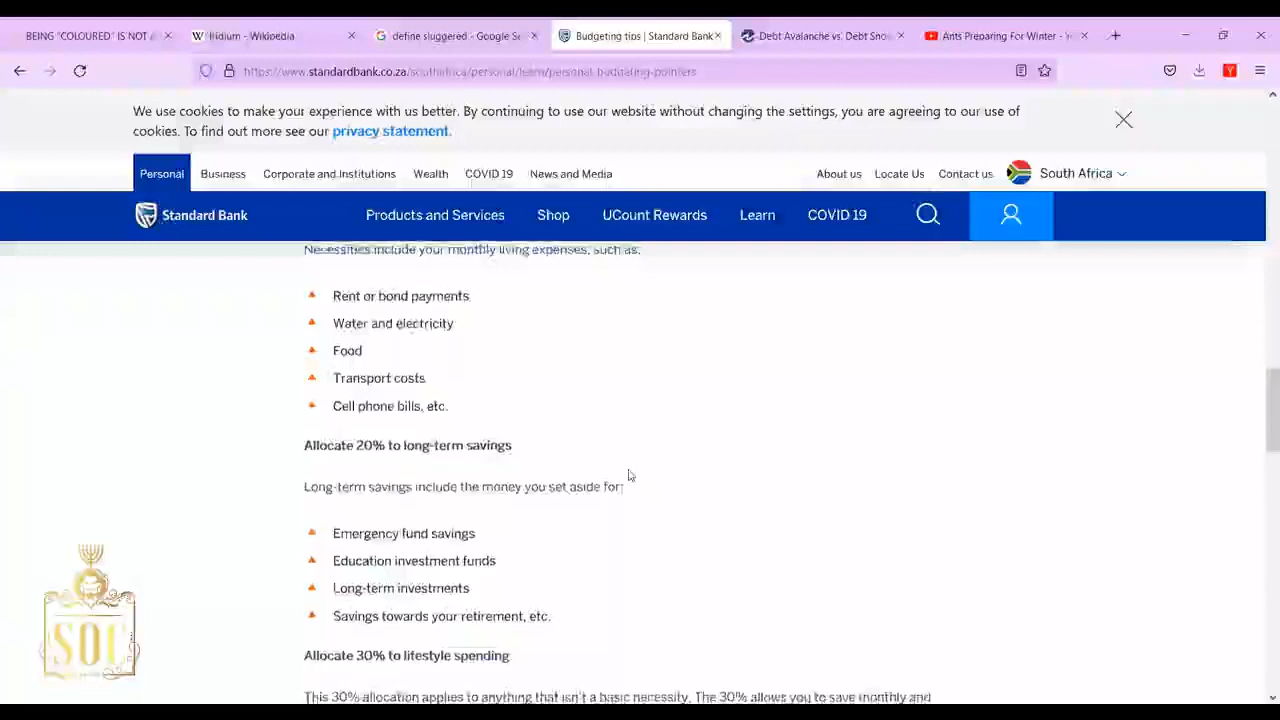 BEING "COLOURED" IS NOT
Iridium - Wikipedia
define sluggered - Google Se
Budgeting tips | Standard Bank
Debt Avalanche vs. Debt Snow
Ants Preparing For Winter - Y
https://www.standardbank.co.za/southafrica/personal/learn/personal-budgeting-pointers
We use cookies to make your experience with us better. By continuing to use our website without changing the settings, you are agreeing to our use of
cookies. To find out more see our privacy statement.
Personal Business Corporate and Institutions Wealth COVID 19 News and Media About us Locate Us Contact us South Africa
Standard Bank Products and Services Shop UCount Rewards Learn COVID 19
Necessities include your monthly living expenses, such as:
Rent or bond payments
Water and electricity
Food
Transport costs
Cell phone bills, etc.
Allocate 20% to long-term savings
Long-term savings include the money you set aside for:
Emergency fund savings
Education investment funds
Long-term investments
Savings towards your retirement, etc.
Allocate 30% to lifestyle spending
This 30% allocation applies to anything that isn't a basic necessity. The 30% allows you to save monthly and
SOC